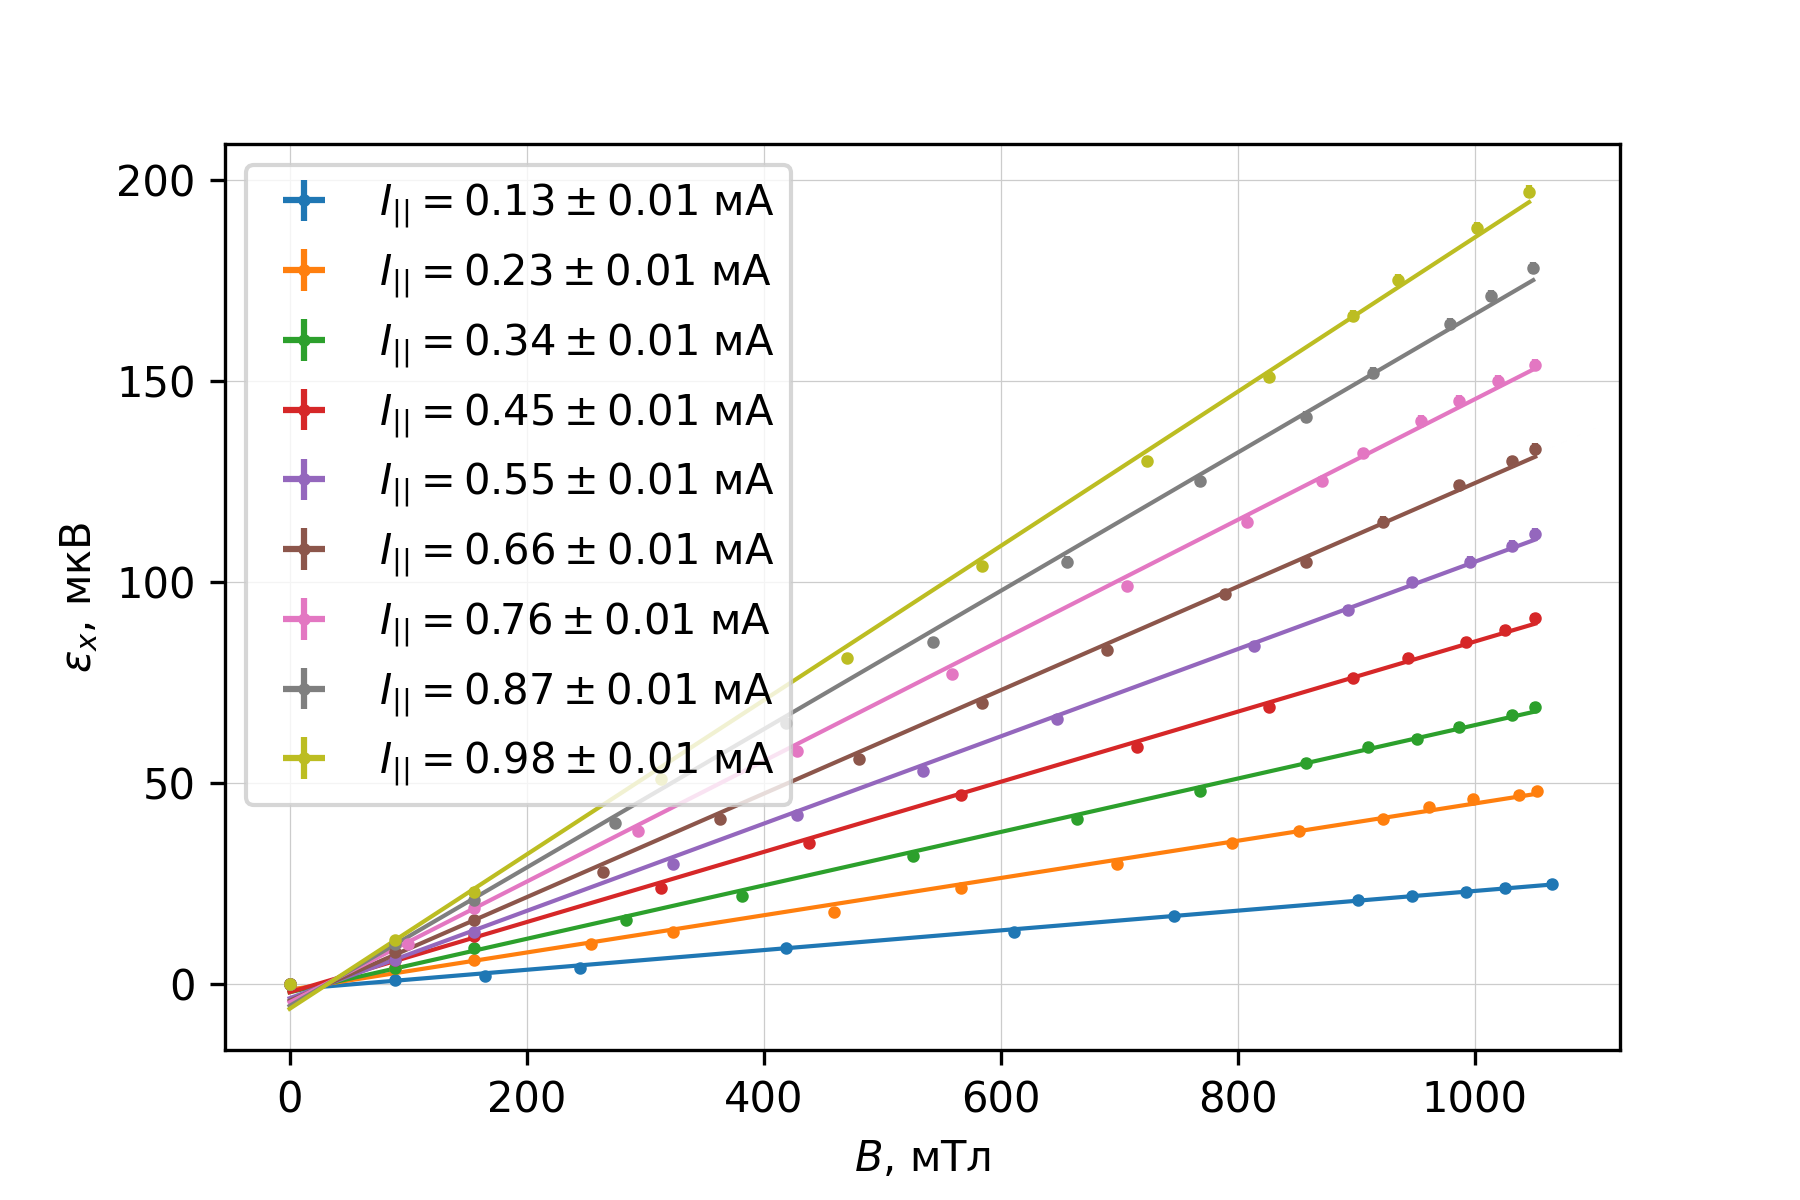 200
150
100
50
0
εₓ, мкВ
I|| = 0.13 ± 0.01 мА
I|| = 0.23 ± 0.01 мА
I|| = 0.34 ± 0.01 мА
I|| = 0.45 ± 0.01 мА
I|| = 0.55 ± 0.01 мА
I|| = 0.66 ± 0.01 мА
I|| = 0.76 ± 0.01 мА
I|| = 0.87 ± 0.01 мА
I|| = 0.98 ± 0.01 мА
0 200 400 600 800 1000
B, мТл